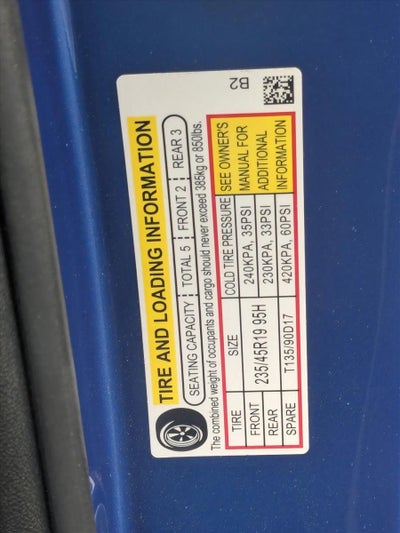 TIRE AND LOADING INFORMATION
SEATING CAPACITY TOTAL 5 FRONT 2 REAR 3
The combined weight of occupants and cargo should never exceed 385kg or 850lbs.
TIRE SIZE COLD TIRE PRESSURE SEE OWNER'S
FRONT 235/45R19 95H 240KPA, 35PSI MANUAL FOR
REAR 230KPA, 33PSI ADDITIONAL
SPARE T135/90D17 420KPA, 60PSI INFORMATION
B2